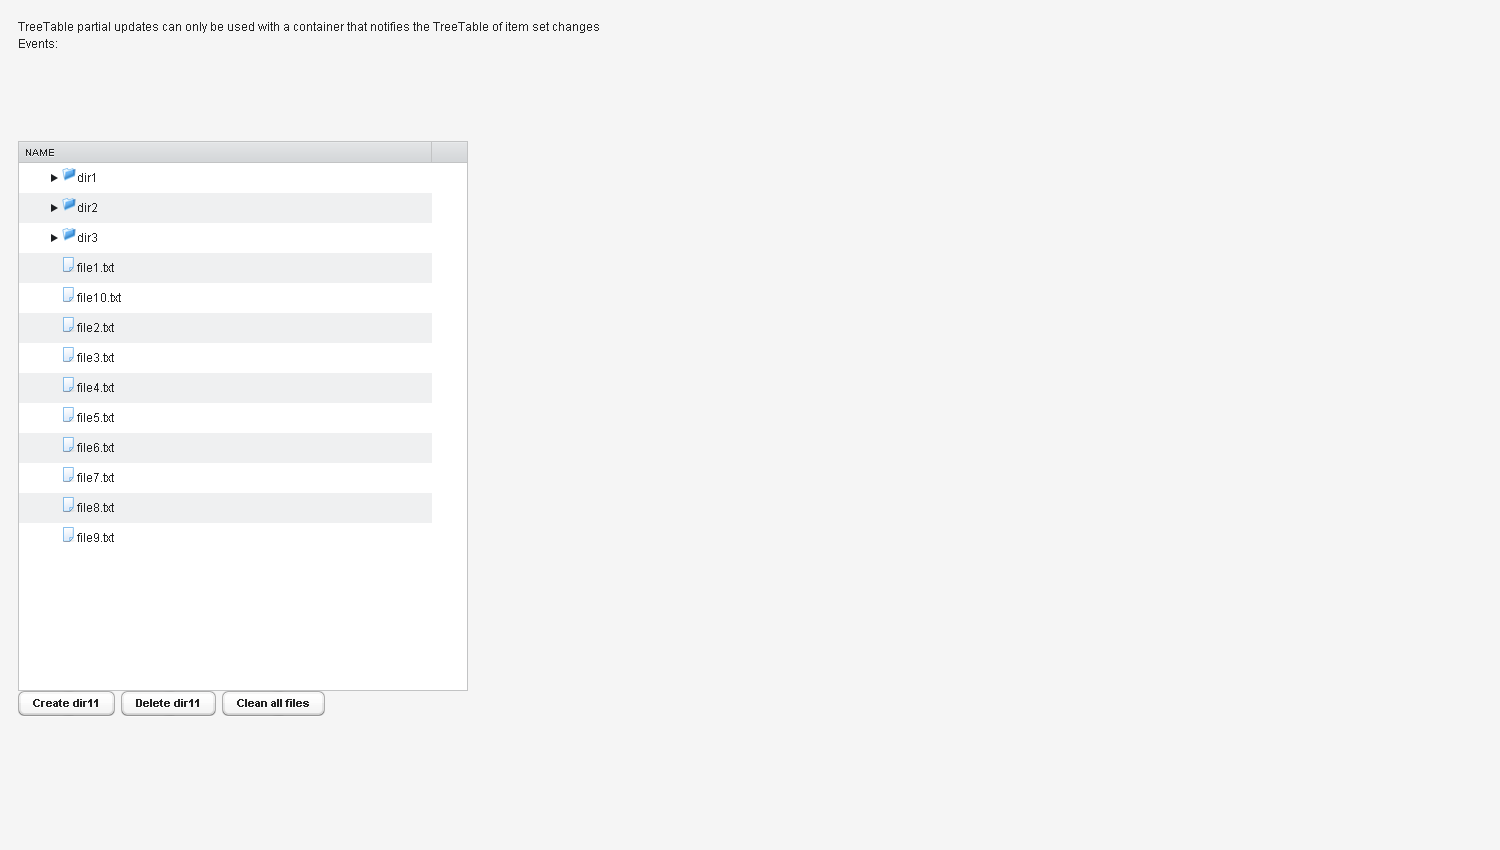 TreeTable partial updates can only be used with a container that notifies the TreeTable of item set changes
Events:
NAME
dir1
dir2
dir3
file1.txt
file10.txt
file2.txt
file3.txt
file4.txt
file5.txt
file6.txt
file7.txt
file8.txt
file9.txt
Create dir11 Delete dir11 Clean all files